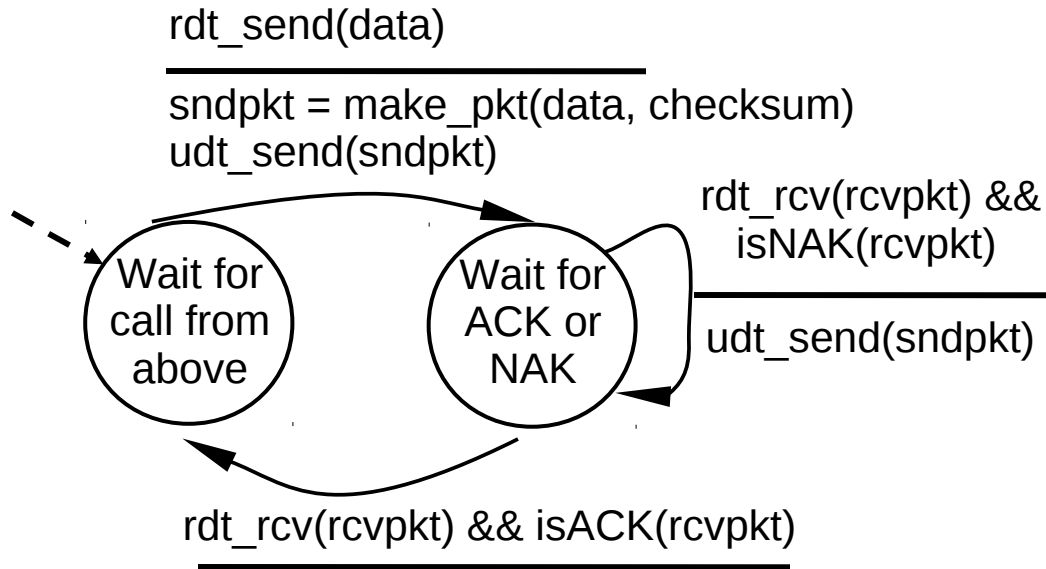 rdt_send(data)
sndpkt = make_pkt(data, checksum)
udt_send(sndpkt)
rdt_rcv(rcvpkt) &&
isNAK(rcvpkt)
udt_send(sndpkt)
Wait for
call from
above
Wait for
ACK or
NAK
rdt_rcv(rcvpkt) && isACK(rcvpkt)